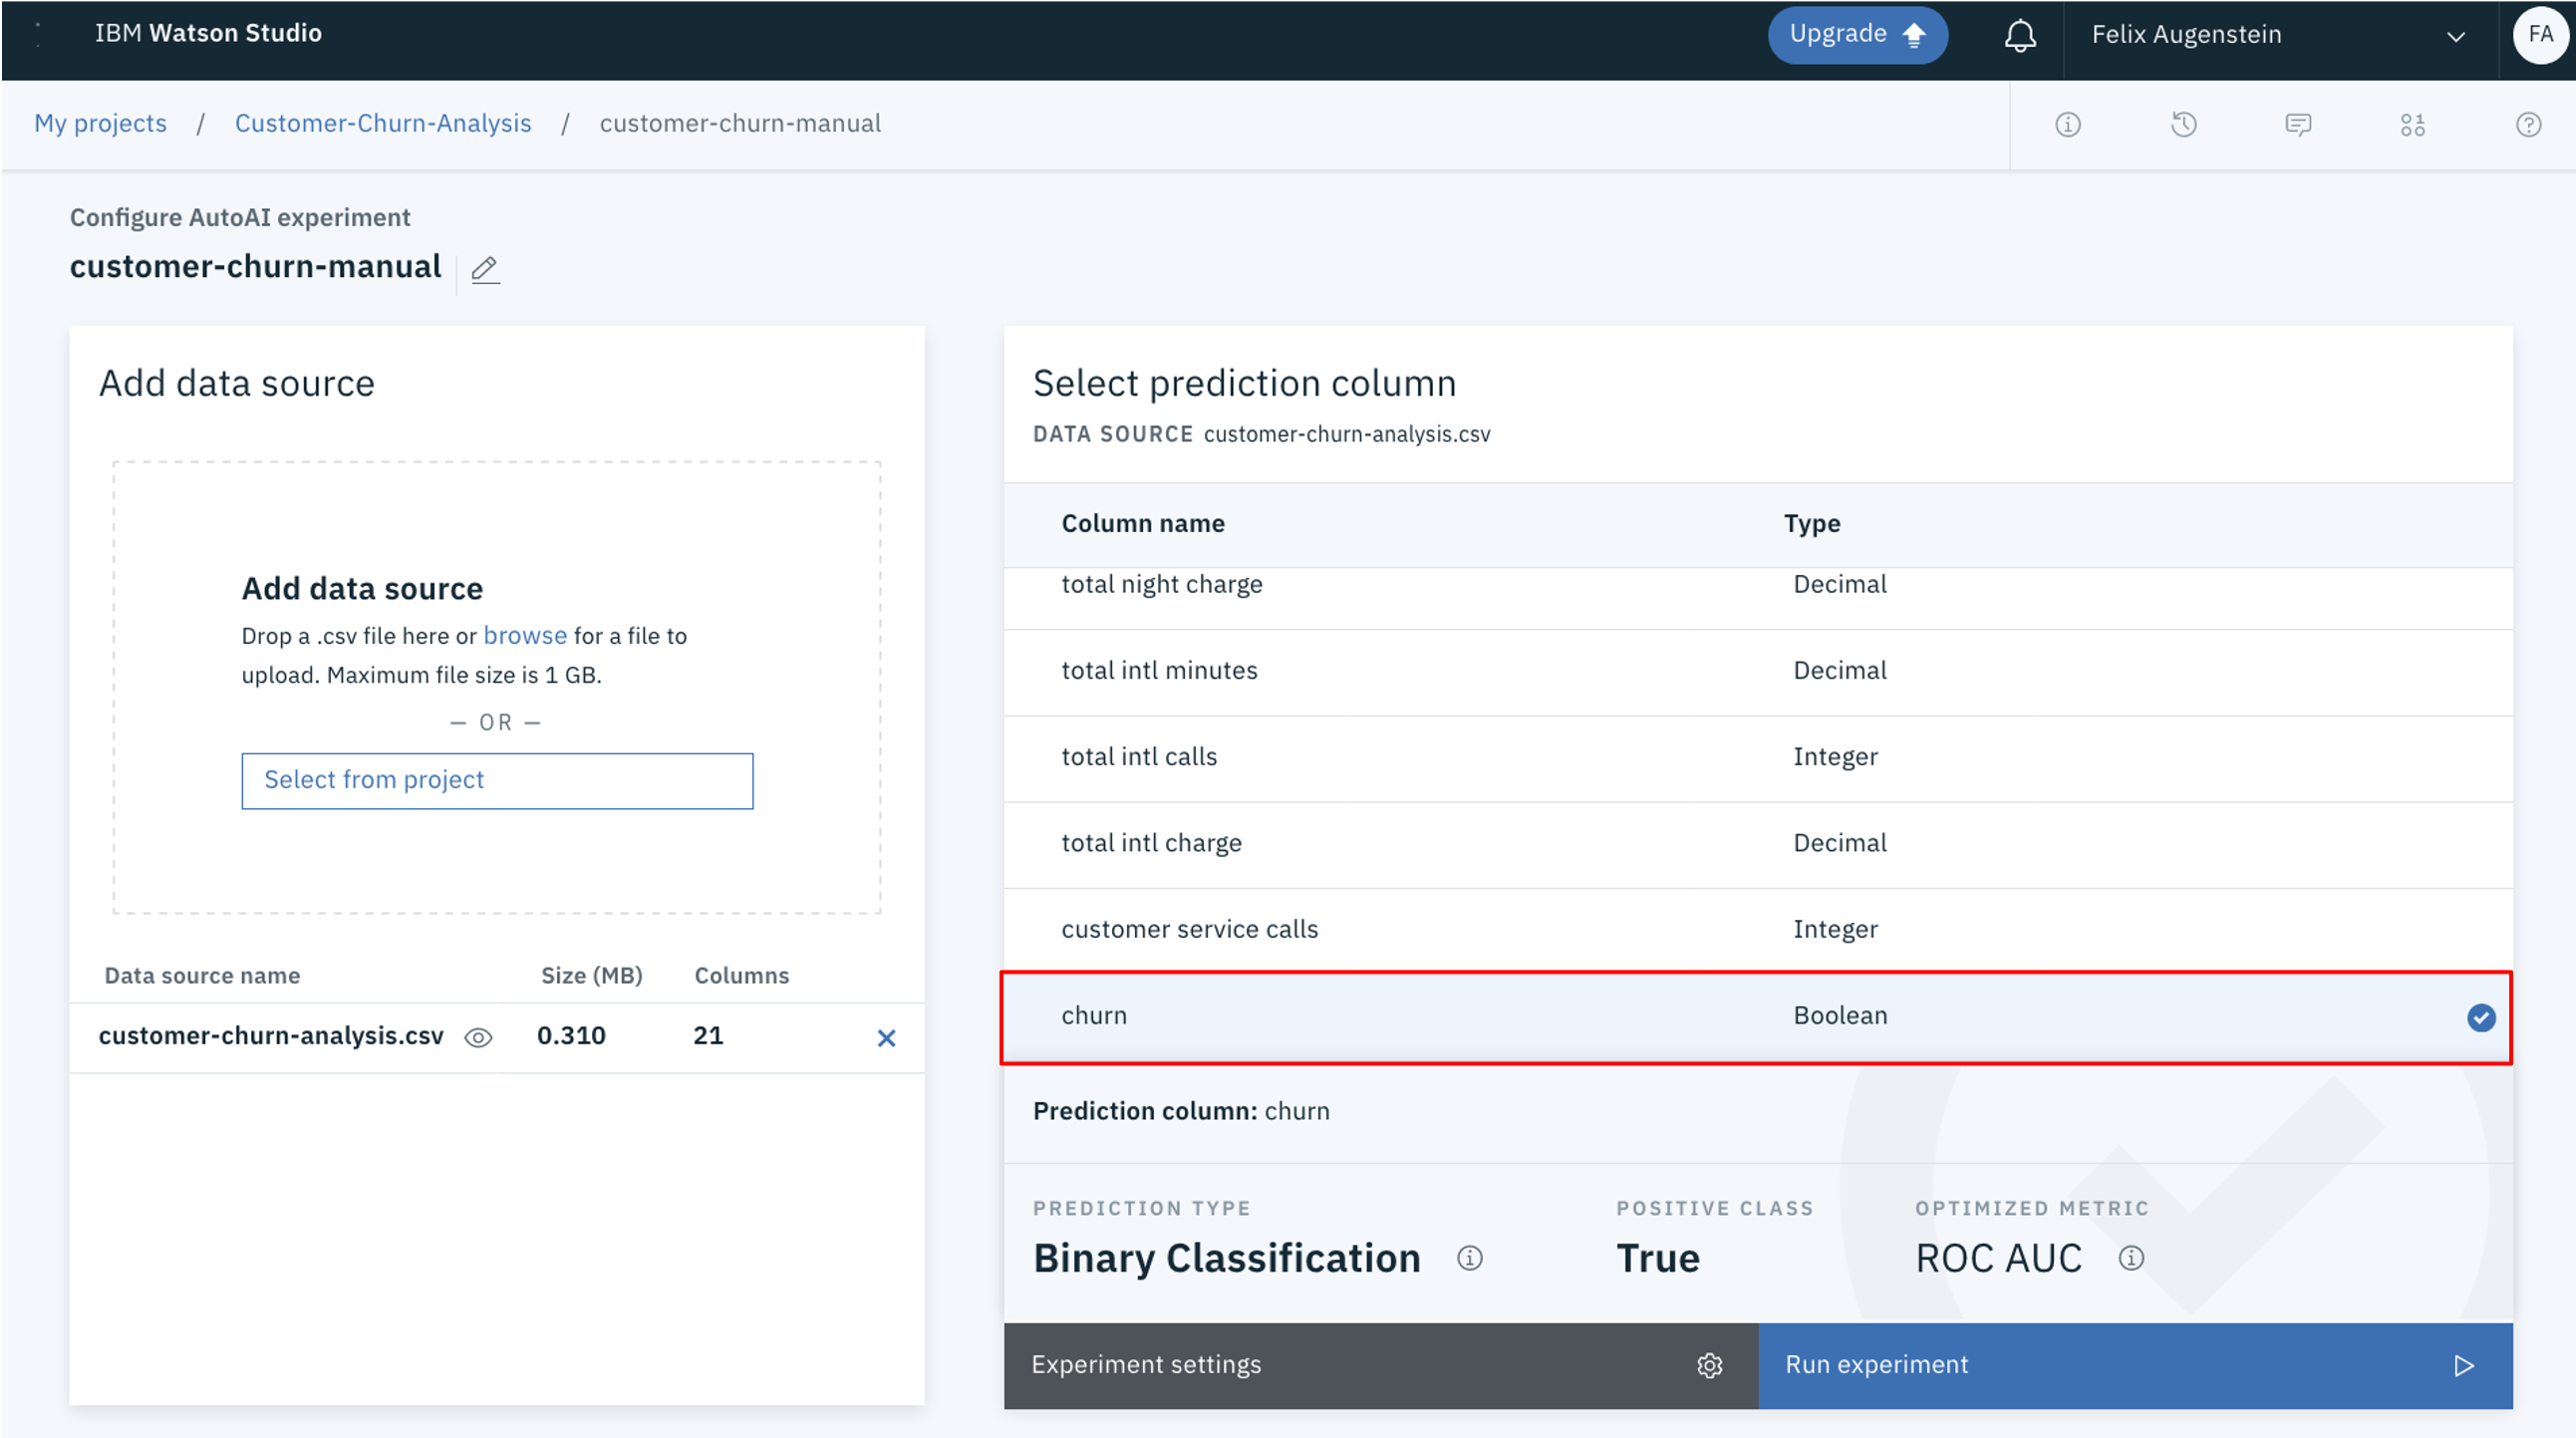 IBM Watson Studio
Upgrade
Felix Augenstein
FA
My projects / Customer-Churn-Analysis / customer-churn-manual
Configure AutoAI experiment
customer-churn-manual
Add data source
Add data source
Drop a .csv file here or browse for a file to
upload. Maximum file size is 1 GB.
— OR —
Select from project
Data source name Size (MB) Columns
customer-churn-analysis.csv 0.310 21
Select prediction column
DATA SOURCE customer-churn-analysis.csv
Column name Type
total night charge Decimal
total intl minutes Decimal
total intl calls Integer
total intl charge Decimal
customer service calls Integer
churn Boolean
Prediction column: churn
PREDICTION TYPE POSITIVE CLASS OPTIMIZED METRIC
Binary Classification True ROC AUC
Experiment settings
Run experiment